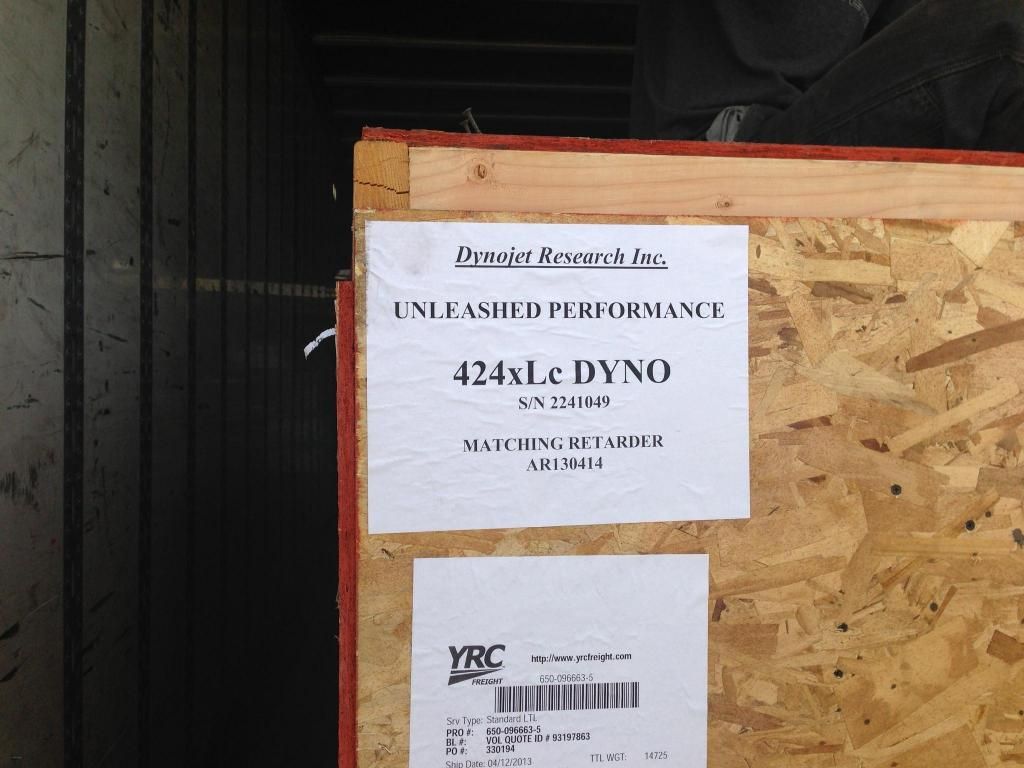 Dynojet Research Inc.
UNLEASHED PERFORMANCE
424xLc DYNO
S/N 2241049
MATCHING RETARDER
AR130414
YRC FREIGHT
http://www.yrcfreight.com
650-096663-5
Srv Type: Standard LTL
PRO #: 650-096663-5
BL #: VOL QUOTE ID # 93197863
PO #: 330194
Ship Date: 04/12/2013 TTL WGT: 14725